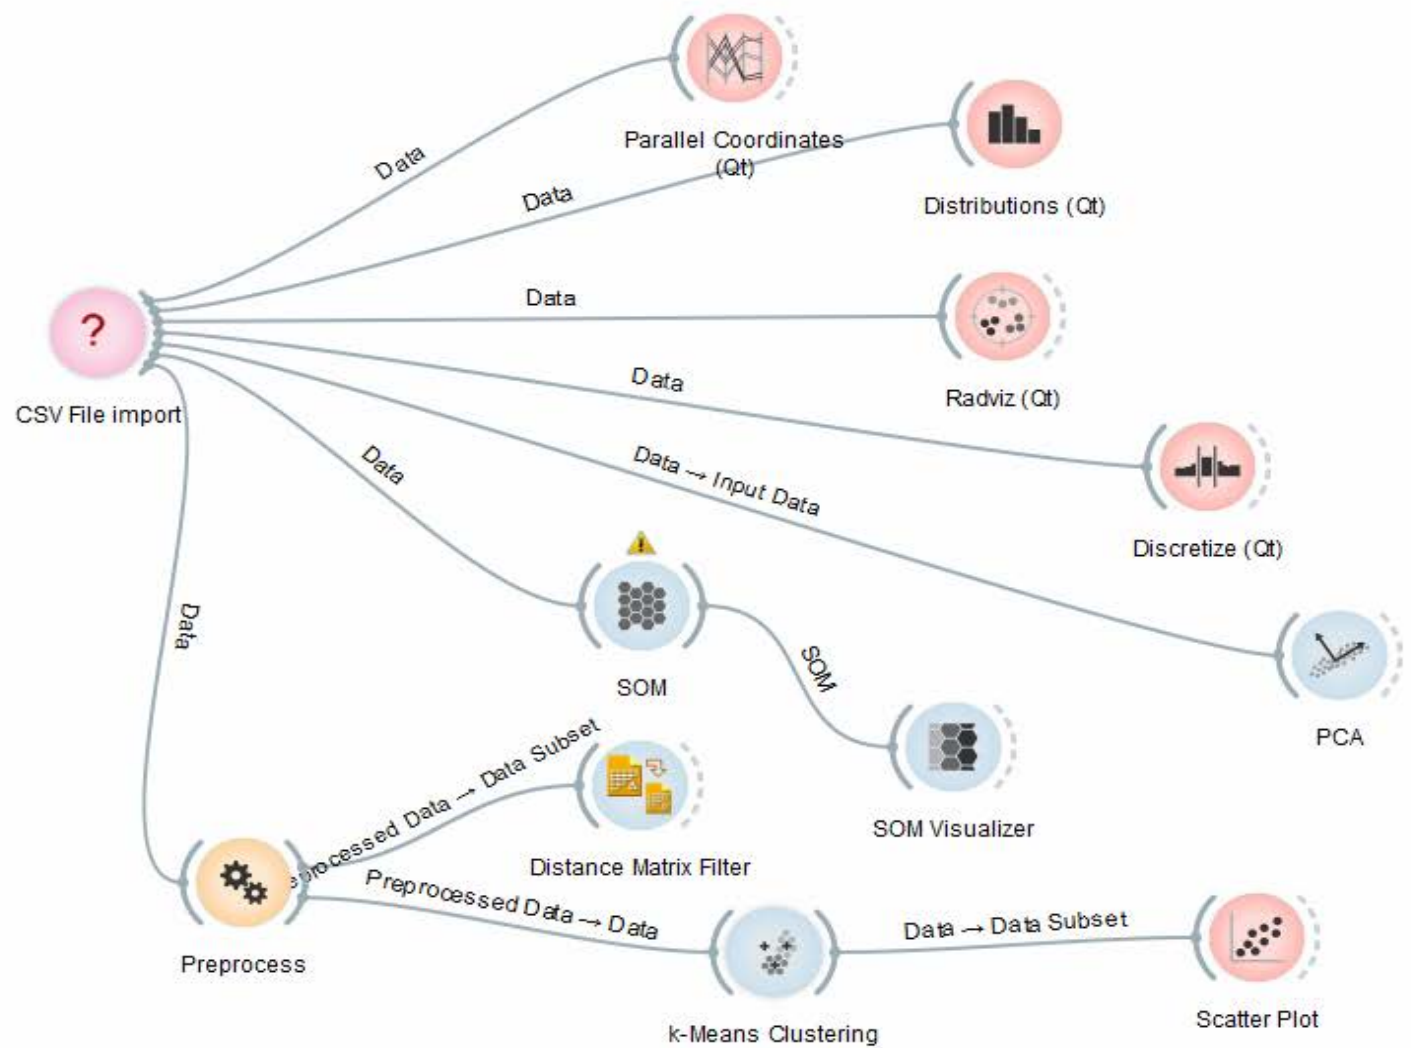 Parallel Coordinates
(Qt)
Data
Data
Distributions (Qt)
Data
?
CSV File import
Radviz (Qt)
Data
Data
Data → Input Data
Discretize (Qt)
Data
SOM
SOM
PCA
Data Subset
Data →
SOM Visualizer
Distance Matrix Filter
Preprocessed Data → Data
Data → Data Subset
Preprocess
k-Means Clustering
Scatter Plot